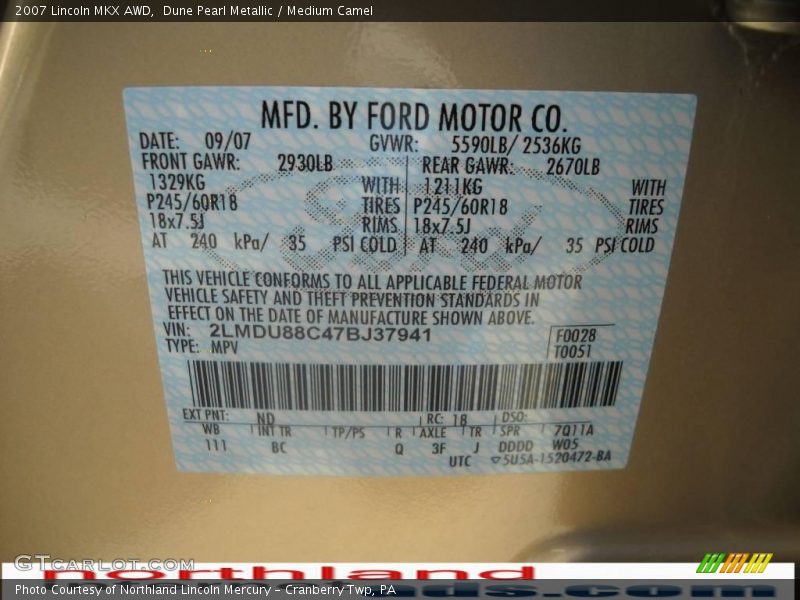 2007 Lincoln MKX AWD,  Dune Pearl Metallic / Medium Camel
MFD. BY FORD MOTOR CO.
DATE: 09/07 GVWR: 5590LB/ 2536KG
FRONT GAWR: 2930LB REAR GAWR: 2670LB
1329KG WITH 1211KG WITH
P245/60R18 TIRES P245/60R18 TIRES
18x7.5J RIMS 18x7.5J RIMS
AT 240 kPa/ 35 PSI COLD AT 240 kPa/ 35 PSI COLD
THIS VEHICLE CONFORMS TO ALL APPLICABLE FEDERAL MOTOR
VEHICLE SAFETY AND THEFT PREVENTION STANDARDS IN
EFFECT ON THE DATE OF MANUFACTURE SHOWN ABOVE.
VIN: 2LMDU88C47BJ37941 F0028
TYPE: MPV T0051
EXT PNT: ND RC: 18 DSO:
WB INT TR TP/PS R AXLE TR SPR 7Q11A
111 BC Q 3F J DDDD W05
UTC 5U5A-1520472-BA
GTCarLot.com
northland
Photo Courtesy of Northland Lincoln Mercury - Cranberry Twp, PA